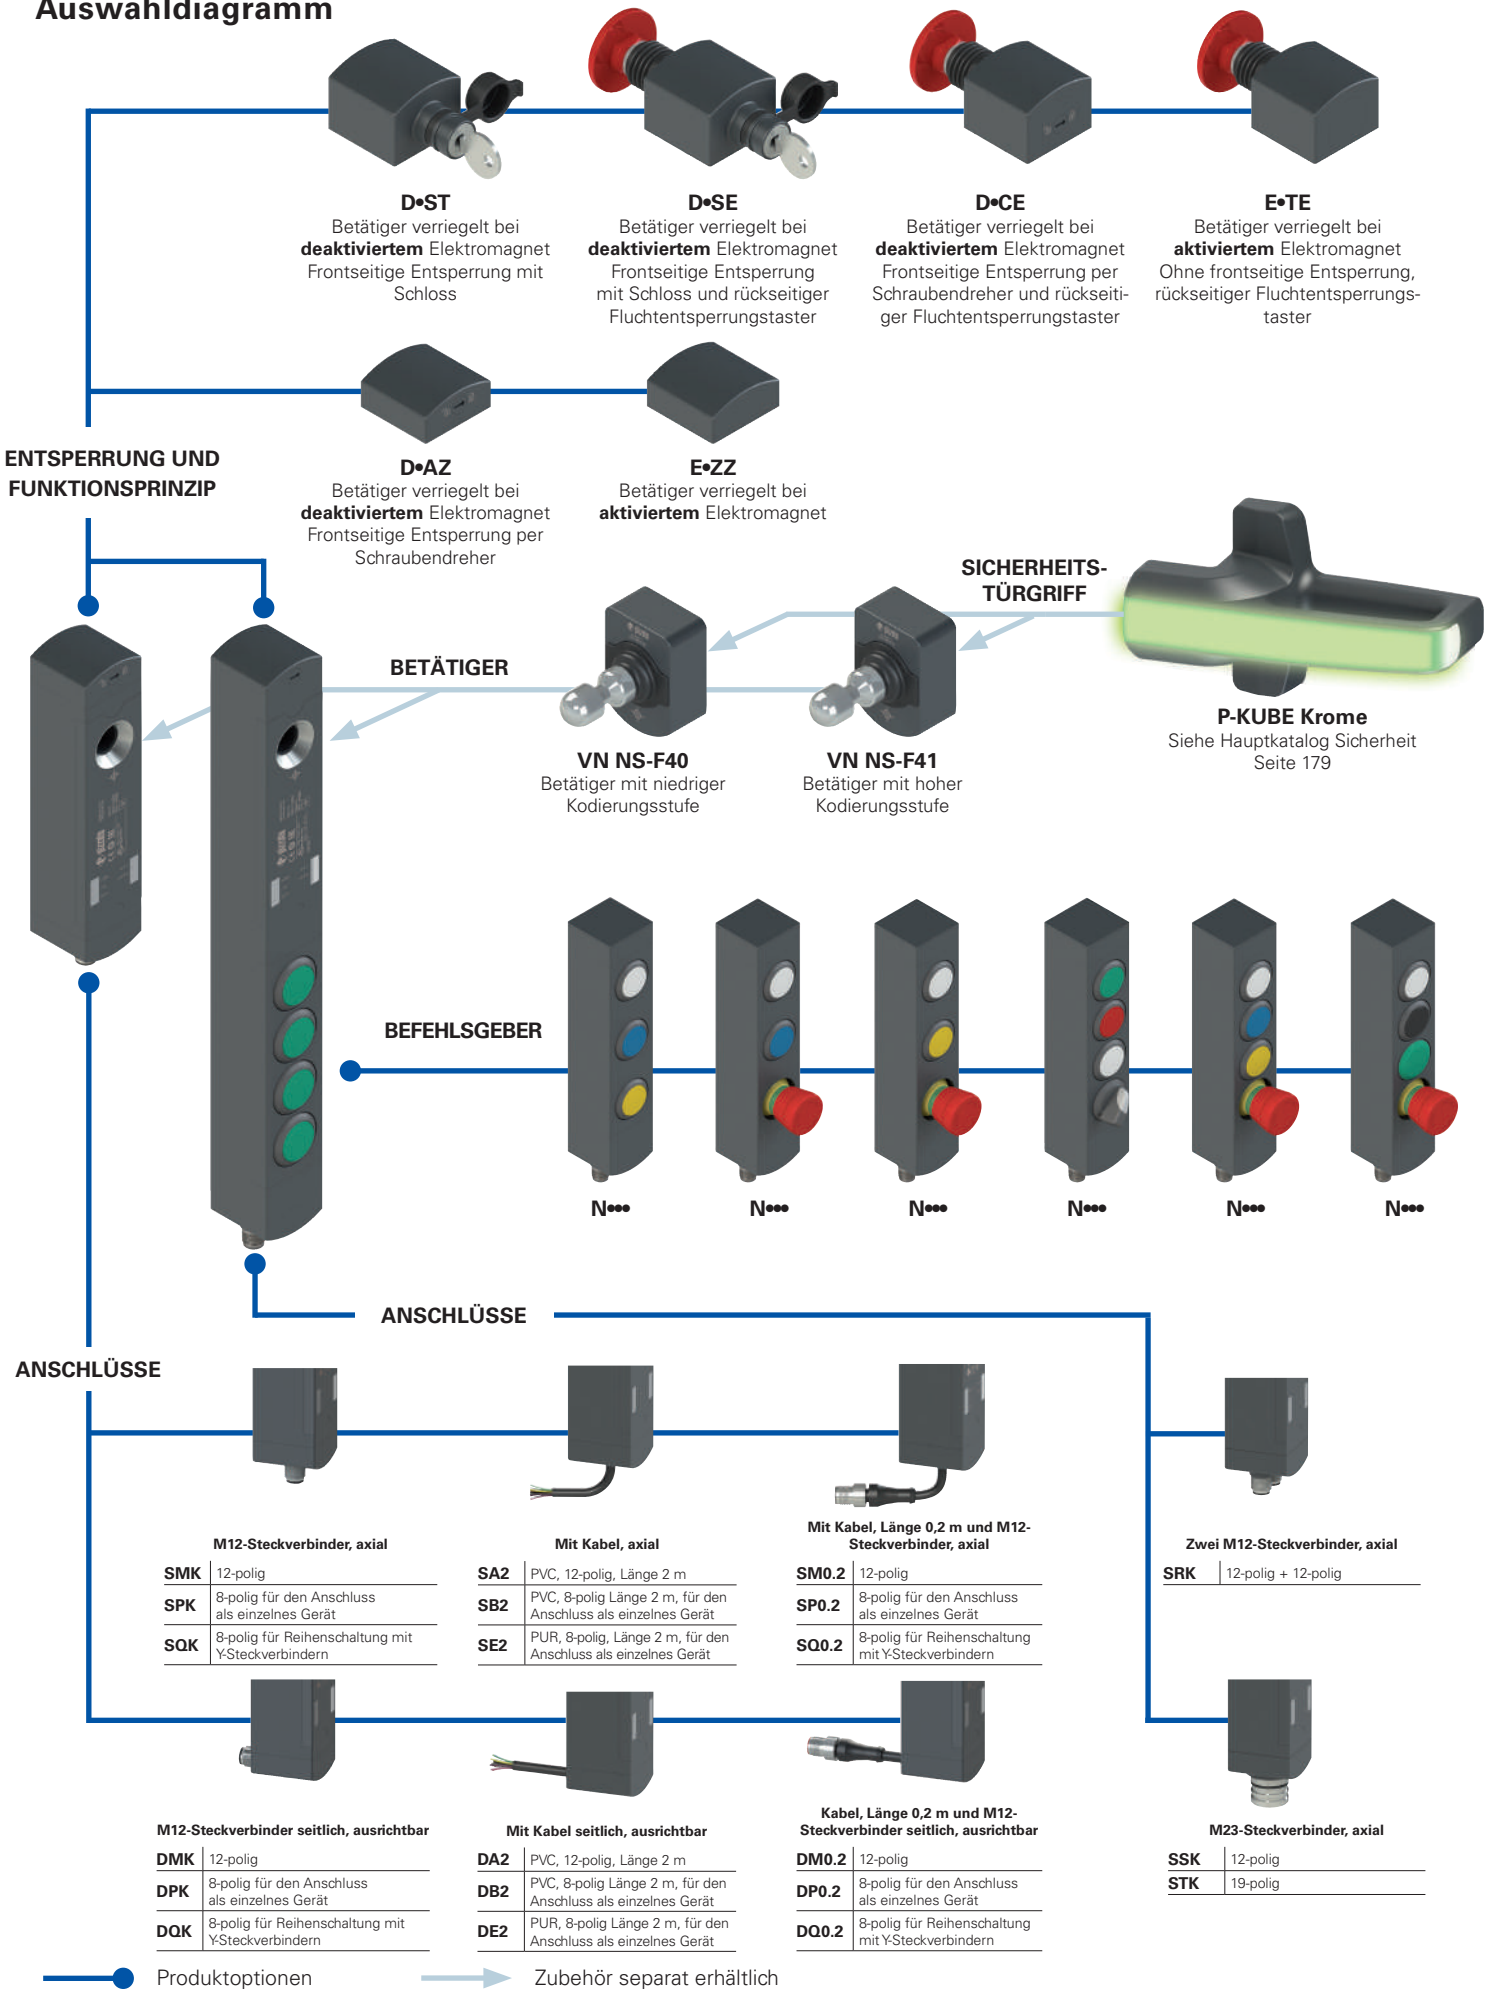 Auswahldiagramm
D•ST
Betätiger verriegelt bei
deaktiviertem Elektromagnet
Frontseitige Entsperrung mit
Schloss
D•SE
Betätiger verriegelt bei
deaktiviertem Elektromagnet
Frontseitige Entsperrung
mit Schloss und rückseitiger
Fluchtentsperrungstaster
D•CE
Betätiger verriegelt bei
deaktiviertem Elektromagnet
Frontseitige Entsperrung per
Schraubendreher und rückseiti-
ger Fluchtentsperrungstaster
E•TE
Betätiger verriegelt bei
aktiviertem Elektromagnet
Ohne frontseitige Entsperrung,
rückseitiger Fluchtentsperrungs-
taster
ENTSPERRUNG UND
FUNKTIONSPRINZIP
D•AZ
Betätiger verriegelt bei
deaktiviertem Elektromagnet
Frontseitige Entsperrung per
Schraubendreher
E•ZZ
Betätiger verriegelt bei
aktiviertem Elektromagnet
SICHERHEITS-
TÜRGRIFF
BETÄTIGER
P-KUBE Krome
Siehe Hauptkatalog Sicherheit
Seite 179
VN NS-F40
Betätiger mit niedriger
Kodierungsstufe
VN NS-F41
Betätiger mit hoher
Kodierungsstufe
BEFEHLSGEBER
N•••
N•••
N•••
N•••
N•••
N•••
ANSCHLÜSSE
ANSCHLÜSSE
M12-Steckverbinder, axial
SMK 12-polig
SPK 8-polig für den Anschluss
als einzelnes Gerät
SQK 8-polig für Reihenschaltung mit
Y-Steckverbindern
Mit Kabel, axial
SA2 PVC, 12-polig, Länge 2 m
SB2 PVC, 8-polig Länge 2 m, für den
Anschluss als einzelnes Gerät
SE2 PUR, 8-polig, Länge 2 m, für den
Anschluss als einzelnes Gerät
Mit Kabel, Länge 0,2 m und M12-
Steckverbinder, axial
SM0.2 12-polig
SP0.2 8-polig für den Anschluss
als einzelnes Gerät
SQ0.2 8-polig für Reihenschaltung
mit Y-Steckverbindern
Zwei M12-Steckverbinder, axial
SRK 12-polig + 12-polig
M12-Steckverbinder seitlich, ausrichtbar
DMK 12-polig
DPK 8-polig für den Anschluss
als einzelnes Gerät
DQK 8-polig für Reihenschaltung mit
Y-Steckverbindern
Mit Kabel seitlich, ausrichtbar
DA2 PVC, 12-polig, Länge 2 m
DB2 PVC, 8-polig Länge 2 m, für den
Anschluss als einzelnes Gerät
DE2 PUR, 8-polig Länge 2 m, für den
Anschluss als einzelnes Gerät
Kabel, Länge 0,2 m und M12-
Steckverbinder seitlich, ausrichtbar
DM0.2 12-polig
DP0.2 8-polig für den Anschluss
als einzelnes Gerät
DQ0.2 8-polig für Reihenschaltung
mit Y-Steckverbindern
M23-Steckverbinder, axial
SSK 12-polig
STK 19-polig
Produktoptionen
Zubehör separat erhältlich